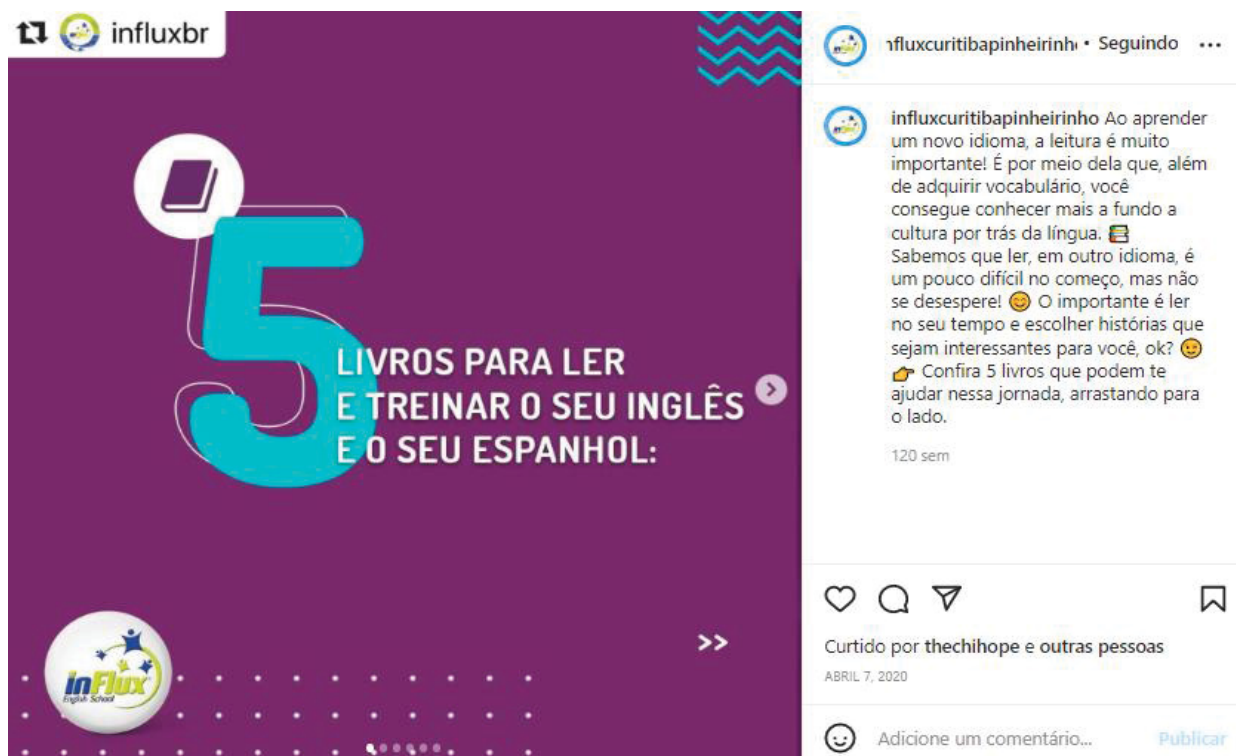 influxbr
5
LIVROS PARA LER
E TREINAR O SEU INGLÊS
E O SEU ESPANHOL:
>>
inFlux
English School
nfluxcuritibapinheirinh • Seguindo ...
influxcuritibapinheirinho Ao aprender
um novo idioma, a leitura é muito
importante! É por meio dela que, além
de adquirir vocabulário, você
consegue conhecer mais a fundo a
cultura por trás da língua. 📚
Sabemos que ler, em outro idioma, é
um pouco difícil no começo, mas não
se desespere! 😊 O importante é ler
no seu tempo e escolher histórias que
sejam interessantes para você, ok? 😉
👉 Confira 5 livros que podem te
ajudar nessa jornada, arrastando para
o lado.
120 sem
Curtido por thechihope e outras pessoas
ABRIL 7, 2020
Adicione um comentário... Publicar